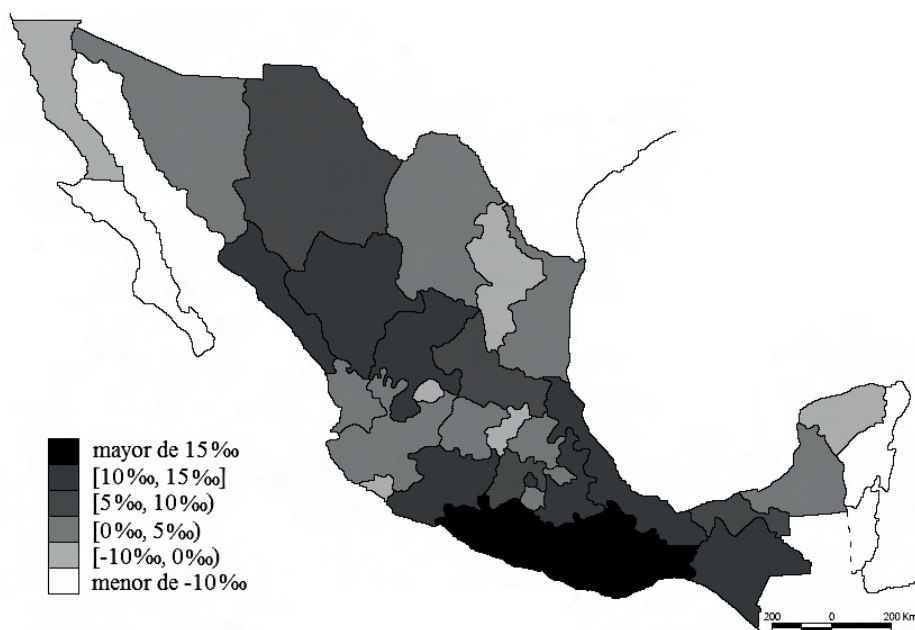 mayor de 15‰
[10‰, 15‰]
[5‰, 10‰)
[0‰, 5‰)
[-10‰, 0‰)
menor de -10‰
200 0 200 Km